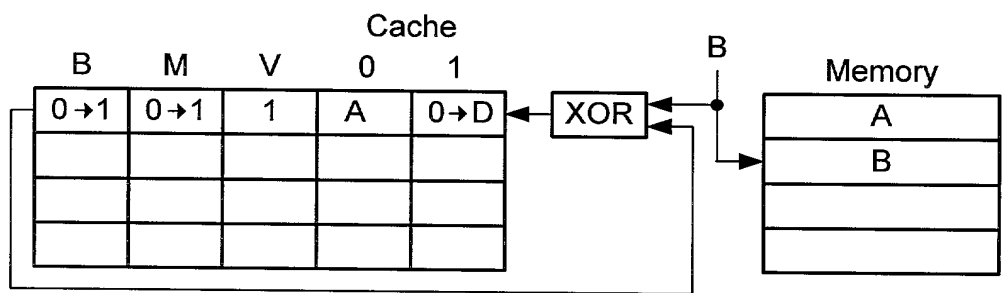 Cache
B M V 0 1
B
Memory
0→1 0→1 1 A 0→D
XOR
A
B